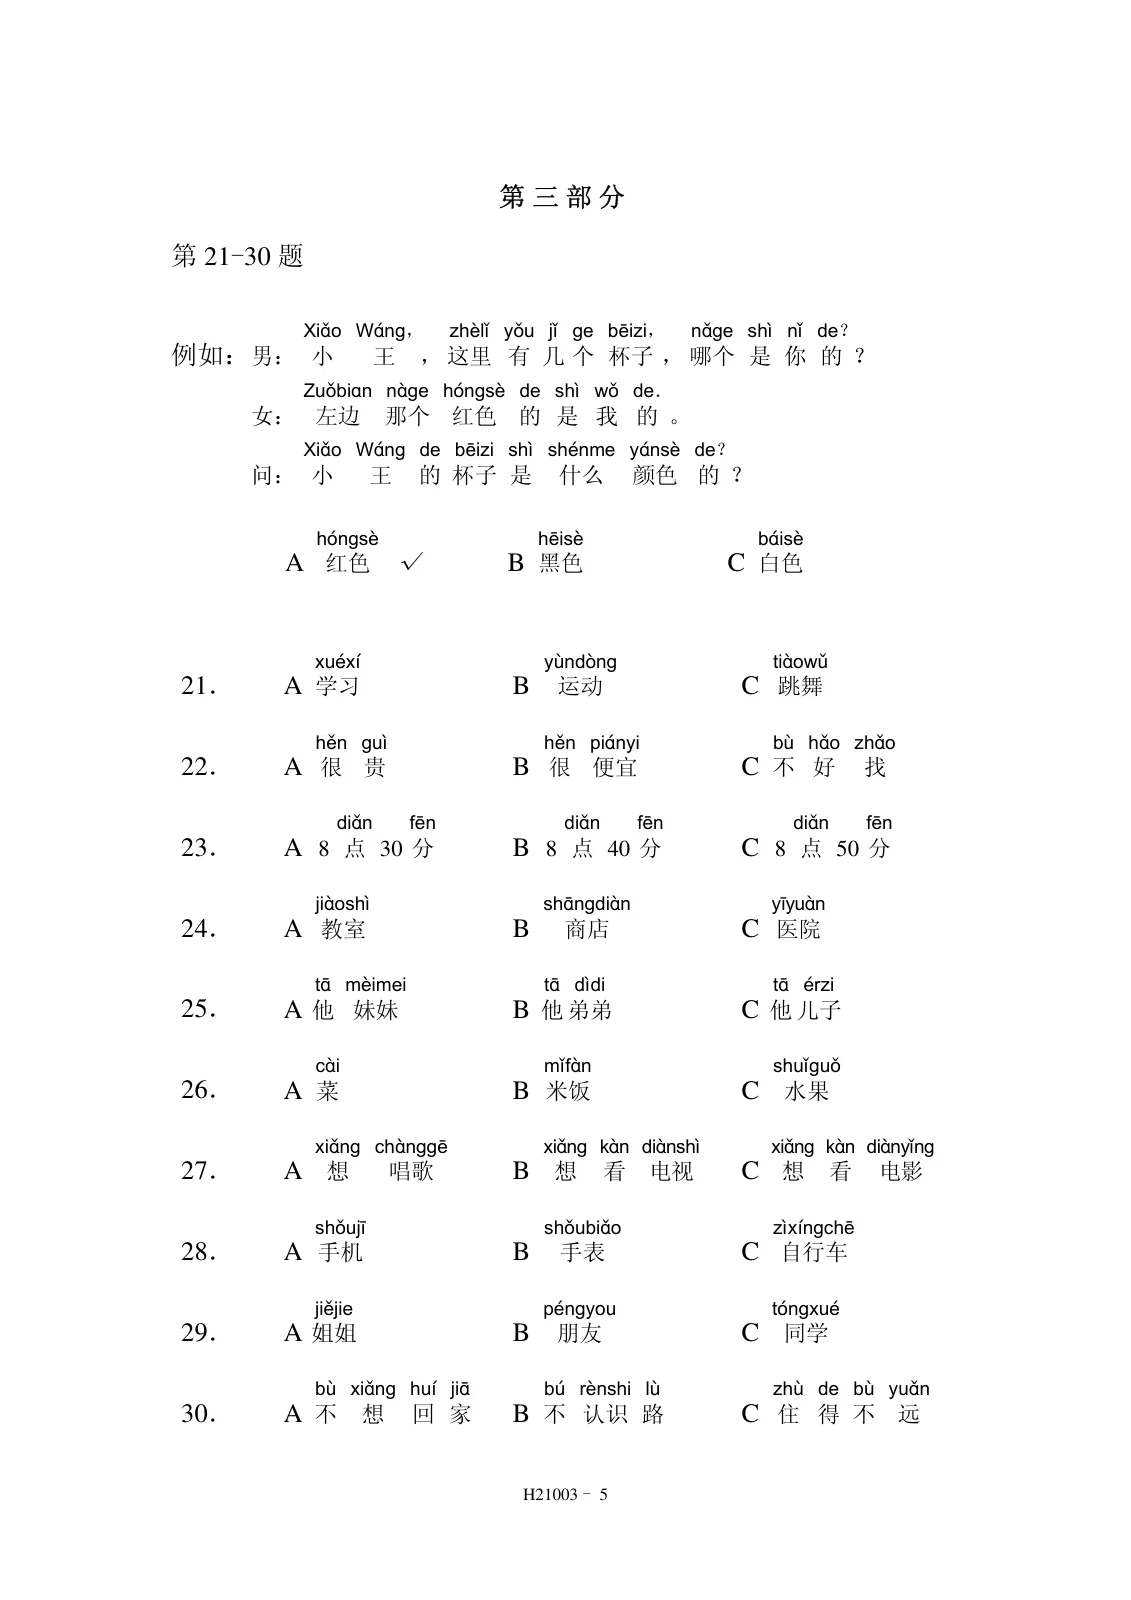 第三部分
第 21-30 题
Xiǎo Wáng， zhèlǐ yǒu jǐ ge bēizi， nǎge shì nǐ de？
例如：男：小王，这里有几个杯子，哪个是你的？
Zuǒbian nàge hóngsè de shì wǒ de．
女：左边那个红色的是我的。
Xiǎo Wáng de bēizi shì shénme yánsè de？
问：小王的杯子是什么颜色的？
hóngsè hēisè báisè
A 红色 √ B 黑色 C 白色
xuéxí yùndòng tiàowǔ
21． A 学习 B 运动 C 跳舞
hěn guì hěn piányi bù hǎo zhǎo
22． A 很贵 B 很便宜 C 不好找
diǎn fēn diǎn fēn diǎn fēn
23． A 8 点 30 分 B 8 点 40 分 C 8 点 50 分
jiàoshì shāngdiàn yīyuàn
24． A 教室 B 商店 C 医院
tā mèimei tā dìdi tā érzi
25． A 他妹妹 B 他弟弟 C 他儿子
cài mǐfàn shuǐguǒ
26． A 菜 B 米饭 C 水果
xiǎng chànggē xiǎng kàn diànshì xiǎng kàn diànyǐng
27． A 想唱歌 B 想看电视 C 想看电影
shǒujī shǒubiǎo zìxíngchē
28． A 手机 B 手表 C 自行车
jiějie péngyou tóngxué
29． A 姐姐 B 朋友 C 同学
bù xiǎng huí jiā bú rènshi lù zhù de bù yuǎn
30． A 不想回家 B 不认识路 C 住得不远
H21003- 5